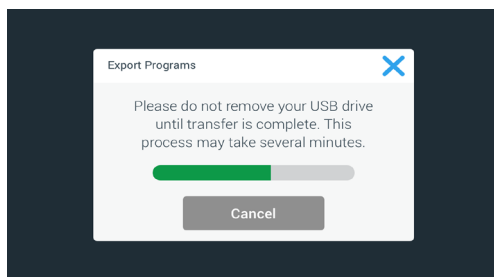 Export Programs
Please do not remove your USB drive
until transfer is complete. This
process may take several minutes.
Cancel